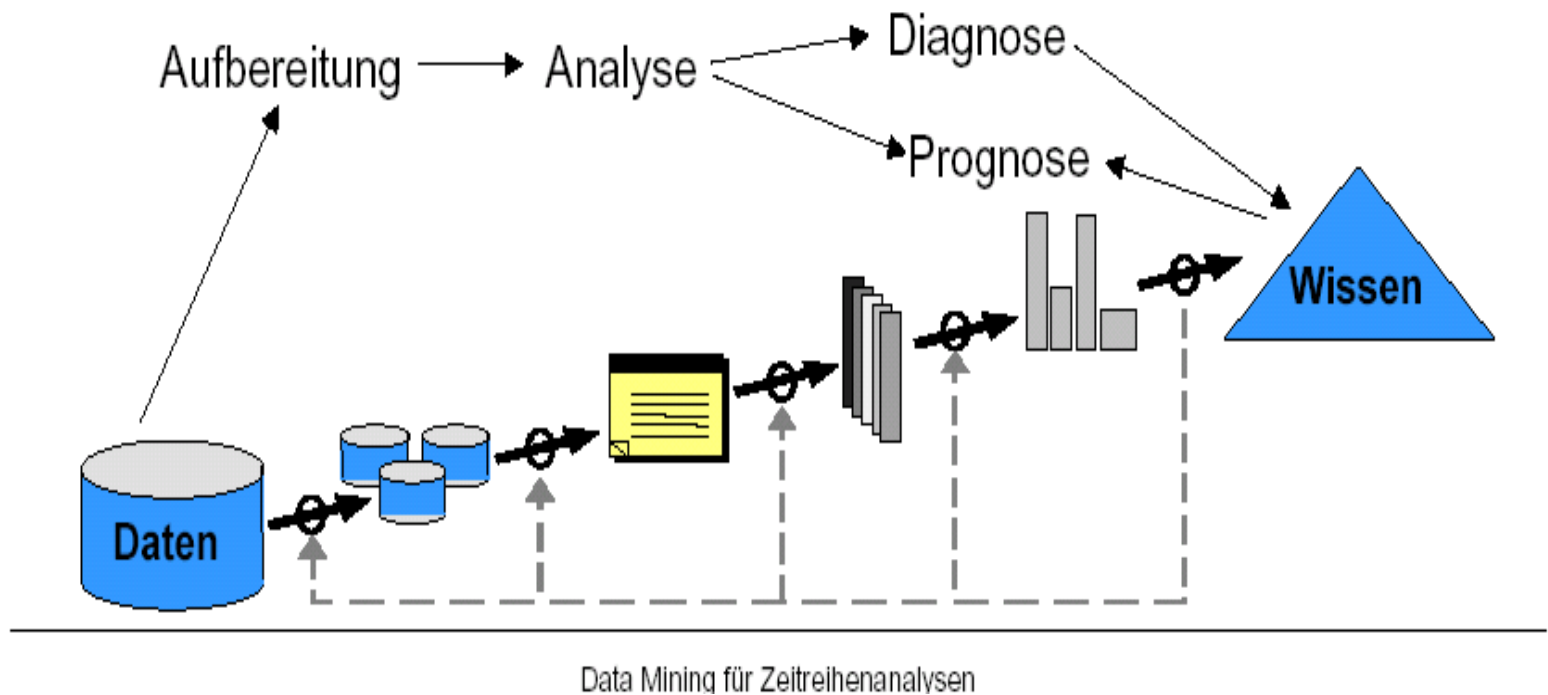 Aufbereitung
Analyse
Diagnose
Prognose
Wissen
Daten
Data Mining für Zeitreihenanalysen